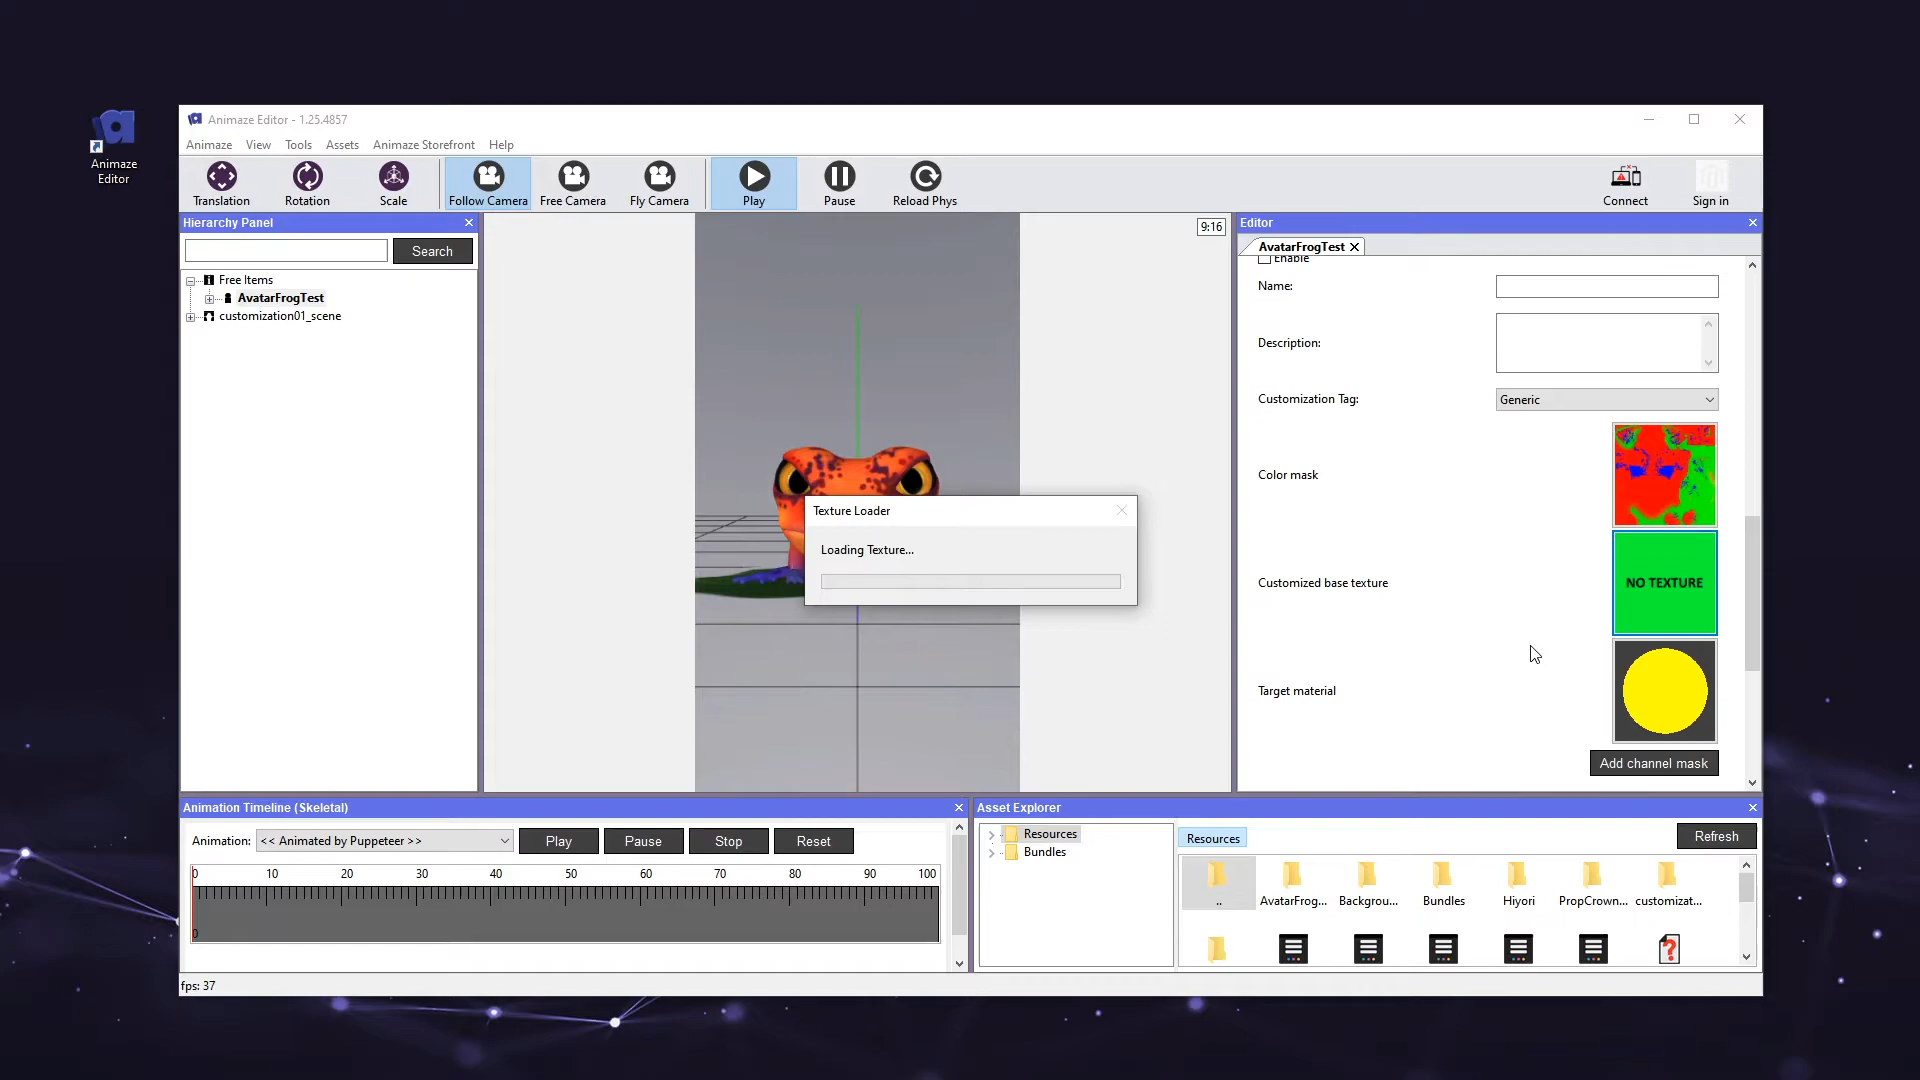 Animaze Editor - 1.25.4857
Animaze View Tools Assets Animaze Storefront Help
Animaze
Editor
Translation Rotation Scale Follow Camera Free Camera Fly Camera Play Pause Reload Phys Connect Sign in
Hierarchy Panel
Search
Free Items
AvatarFrogTest
customization01_scene
9:16
Texture Loader
Loading Texture...
Editor
AvatarFrogTest
Enable
Name:
Description:
Customization Tag: Generic
Color mask
Customized base texture
NO TEXTURE
Target material
Add channel mask
Animation Timeline (Skeletal)
Animation: << Animated by Puppeteer >> Play Pause Stop Reset
0 10 20 30 40 50 60 70 80 90 100
0
Asset Explorer
Resources
Bundles
Resources
Refresh
.. AvatarFrog... Backgrou... Bundles Hiyori PropCrown... customizat...
fps: 37